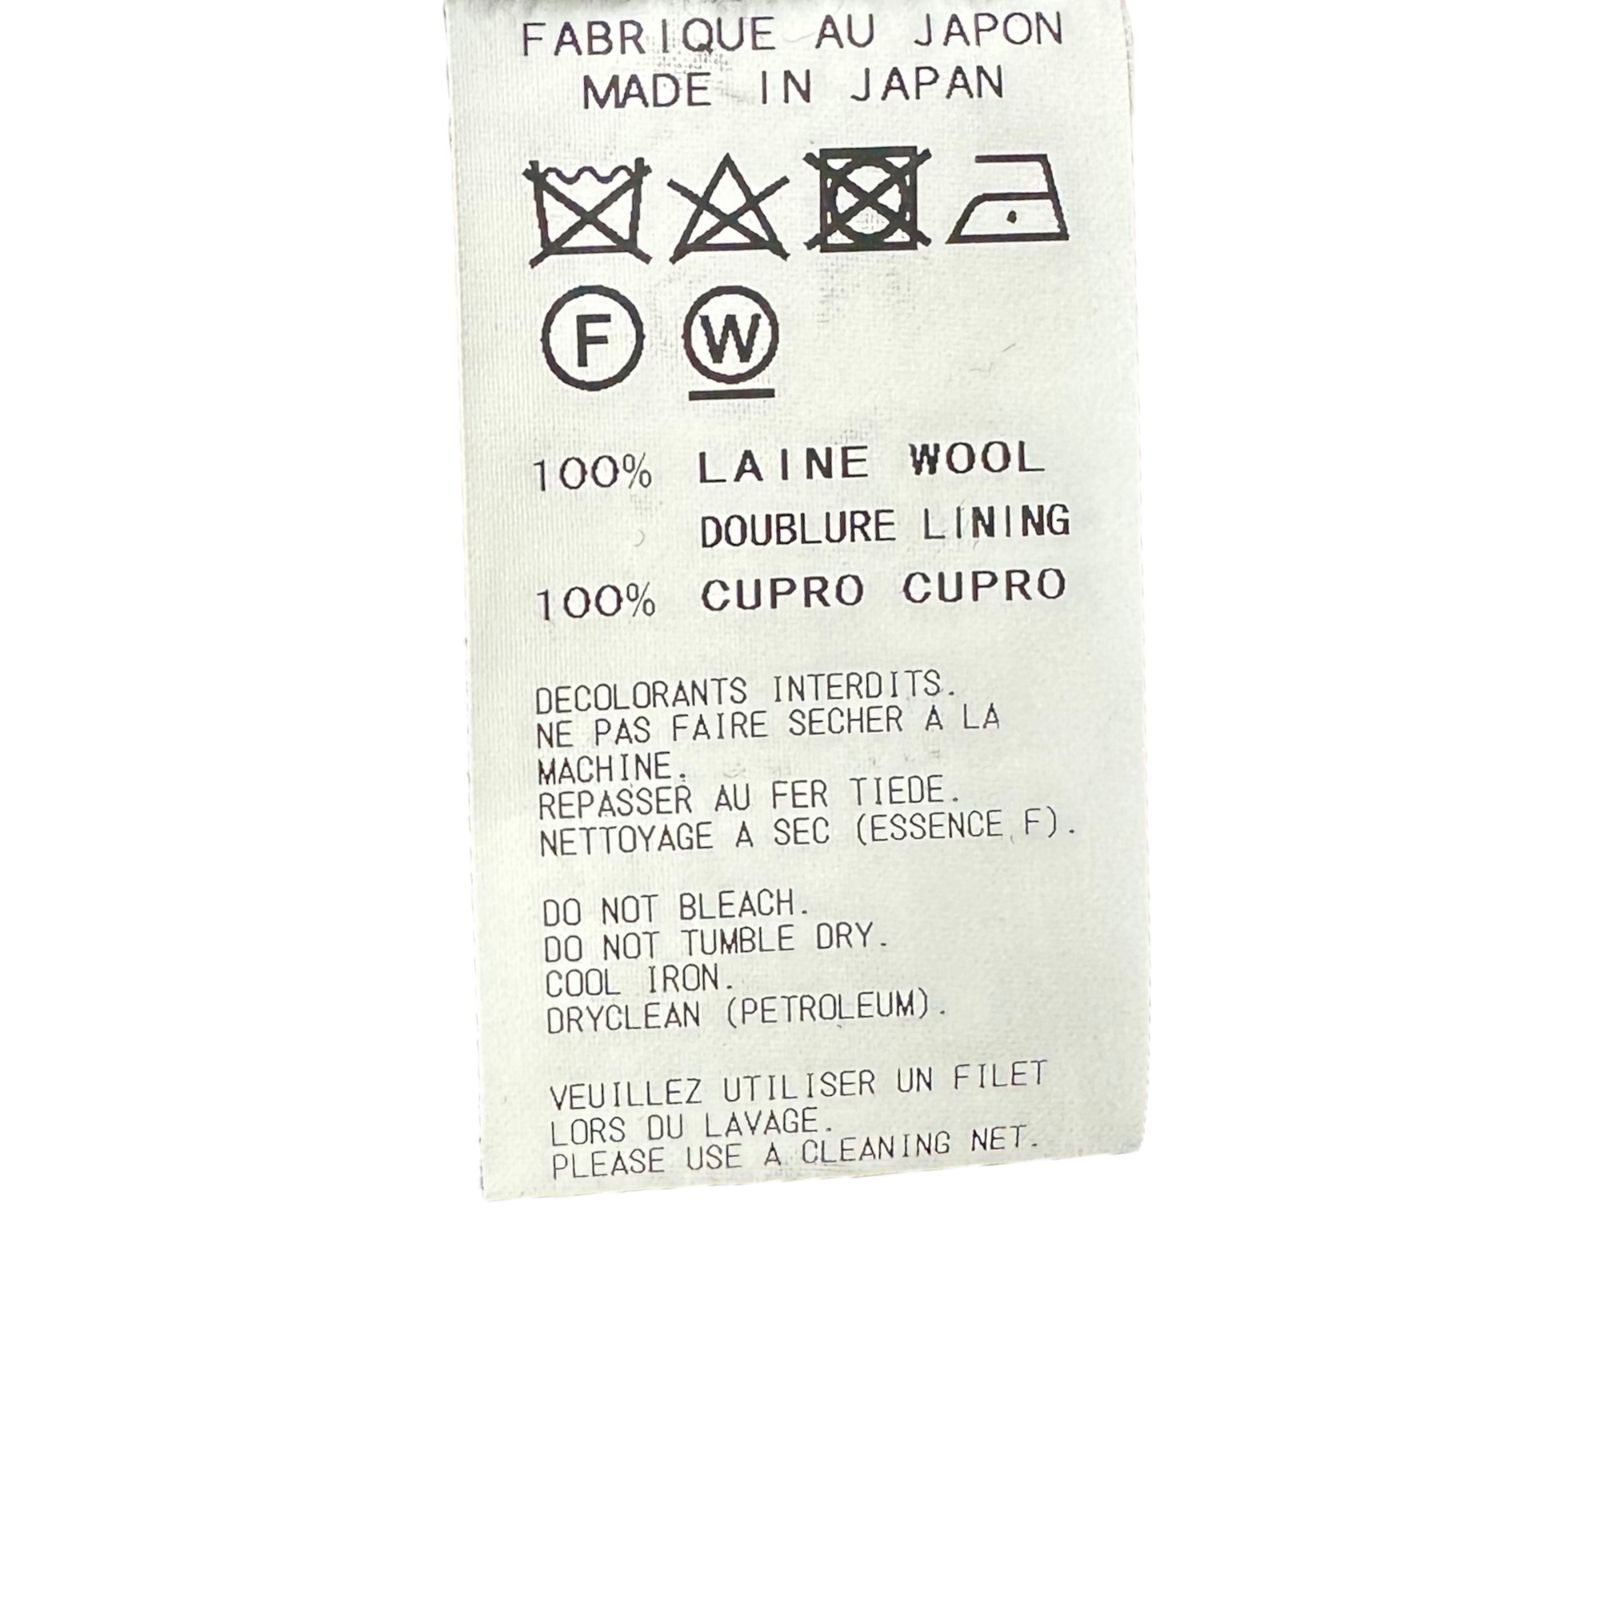 FABRIQUE AU JAPON
MADE IN JAPAN
F W
100% LAINE WOOL
DOUBLURE LINING
100% CUPRO CUPRO
DECOLORANTS INTERDITS.
NE PAS FAIRE SECHER A LA
MACHINE.
REPASSER AU FER TIEDE.
NETTOYAGE A SEC (ESSENCE F).
DO NOT BLEACH.
DO NOT TUMBLE DRY.
COOL IRON.
DRYCLEAN (PETROLEUM).
VEUILLEZ UTILISER UN FILET
LORS DU LAVAGE.
PLEASE USE A CLEANING NET.